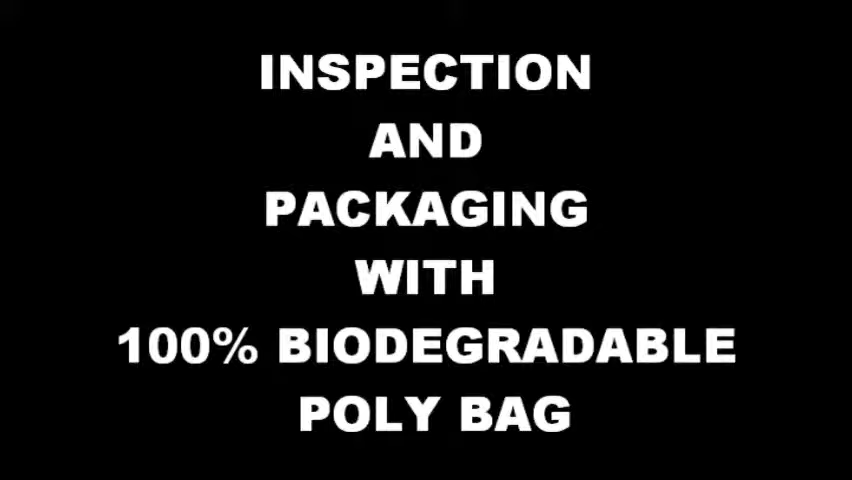 INSPECTION
AND
PACKAGING
WITH
100% BIODEGRADABLE
POLY BAG